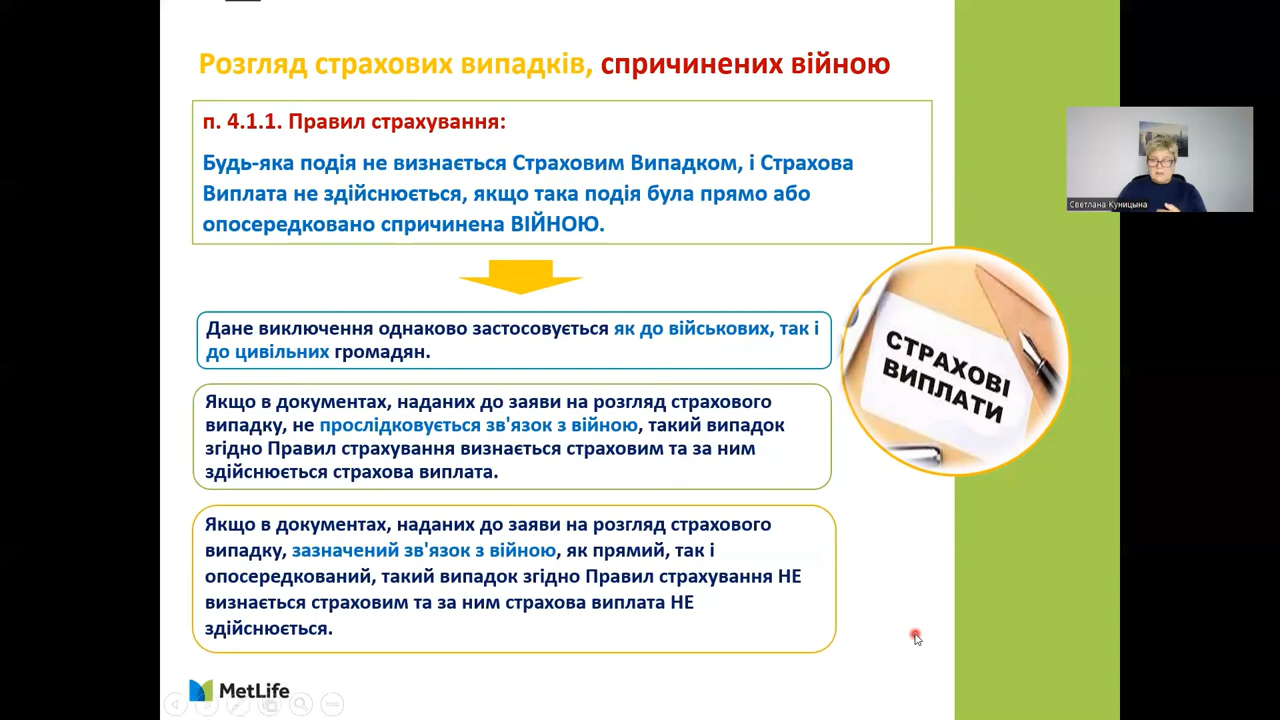 Розгляд страхових випадків, спричинених війною
п. 4.1.1. Правил страхування:
Будь-яка подія не визнається Страховим Випадком, і Страхова
Виплата не здійснюється, якщо така подія була прямо або
опосередковано спричинена ВІЙНОЮ.
Светлана Куницына
Дане виключення однаково застосовується як до військових, так і
до цивільних громадян.
СТРАХОВІ
ВИПЛАТИ
Якщо в документах, наданих до заяви на розгляд страхового
випадку, не прослідковується зв'язок з війною, такий випадок
згідно Правил страхування визнається страховим та за ним
здійснюється страхова виплата.
Якщо в документах, наданих до заяви на розгляд страхового
випадку, зазначений зв'язок з війною, як прямий, так і
опосередкований, такий випадок згідно Правил страхування НЕ
визнається страховим та за ним страхова виплата НЕ
здійснюється.
MetLife